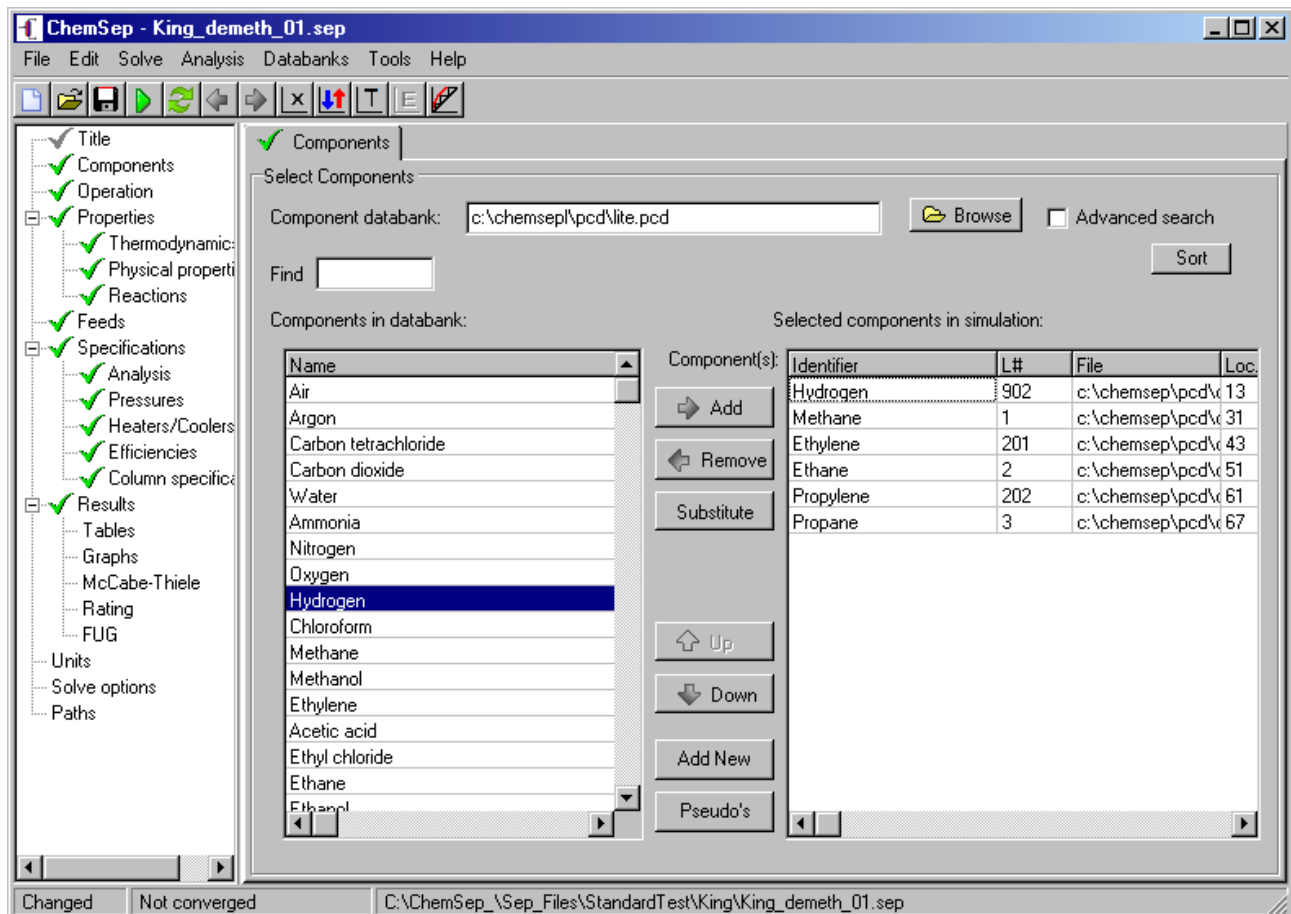 ChemSep - King_demeth_01.sep
File Edit Solve Analysis Databanks Tools Help
X T E
Title
Components
Operation
Properties
Thermodynamic
Physical properti
Reactions
Feeds
Specifications
Analysis
Pressures
Heaters/Coolers
Efficiencies
Column specifica
Results
Tables
Graphs
McCabe-Thiele
Rating
FUG
Units
Solve options
Paths
Components
Select Components
Component databank: c:\chemsepl\pcd\lite.pcd Browse Advanced search
Sort
Find
Components in databank:
Name
Air
Argon
Carbon tetrachloride
Carbon dioxide
Water
Ammonia
Nitrogen
Oxygen
Hydrogen
Chloroform
Methane
Methanol
Ethylene
Acetic acid
Ethyl chloride
Ethane
Ethanol
Component(s):
Add
Remove
Substitute
Up
Down
Add New
Pseudo's
Selected components in simulation:
Identifier L# File Loc.
Hydrogen 902 c:\chemsep\pcd\ 13
Methane 1 c:\chemsep\pcd\ 31
Ethylene 201 c:\chemsep\pcd\ 43
Ethane 2 c:\chemsep\pcd\ 51
Propylene 202 c:\chemsep\pcd\ 61
Propane 3 c:\chemsep\pcd\ 67
Changed Not converged C:\ChemSep_\Sep_Files\StandardTest\King\King_demeth_01.sep